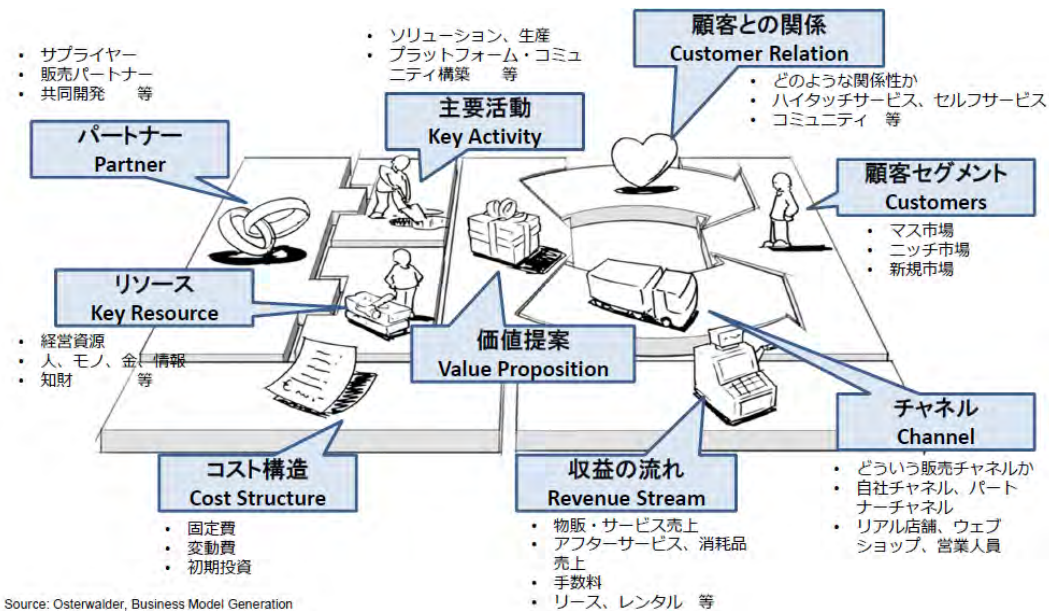 • サプライヤー
• 販売パートナー
• 共同開発　等
パートナー
Partner
• ソリューション、生産
• プラットフォーム・コミュ
ニティ構築　等
主要活動
Key Activity
顧客との関係
Customer Relation
• どのような関係性か
• ハイタッチサービス、セルフサービス
• コミュニティ　等
顧客セグメント
Customers
• マス市場
• ニッチ市場
• 新規市場
リソース
Key Resource
• 経営資源
• 人、モノ、金、情報
• 知財　等
価値提案
Value Proposition
チャネル
Channel
• どういう販売チャネルか
• 自社チャネル、パート
ナーチャネル
• リアル店舗、ウェブ
ショップ、営業人員
コスト構造
Cost Structure
• 固定費
• 変動費
• 初期投資
収益の流れ
Revenue Stream
• 物販・サービス売上
• アフターサービス、消耗品
売上
• 手数料
• リース、レンタル　等
Source: Osterwalder, Business Model Generation